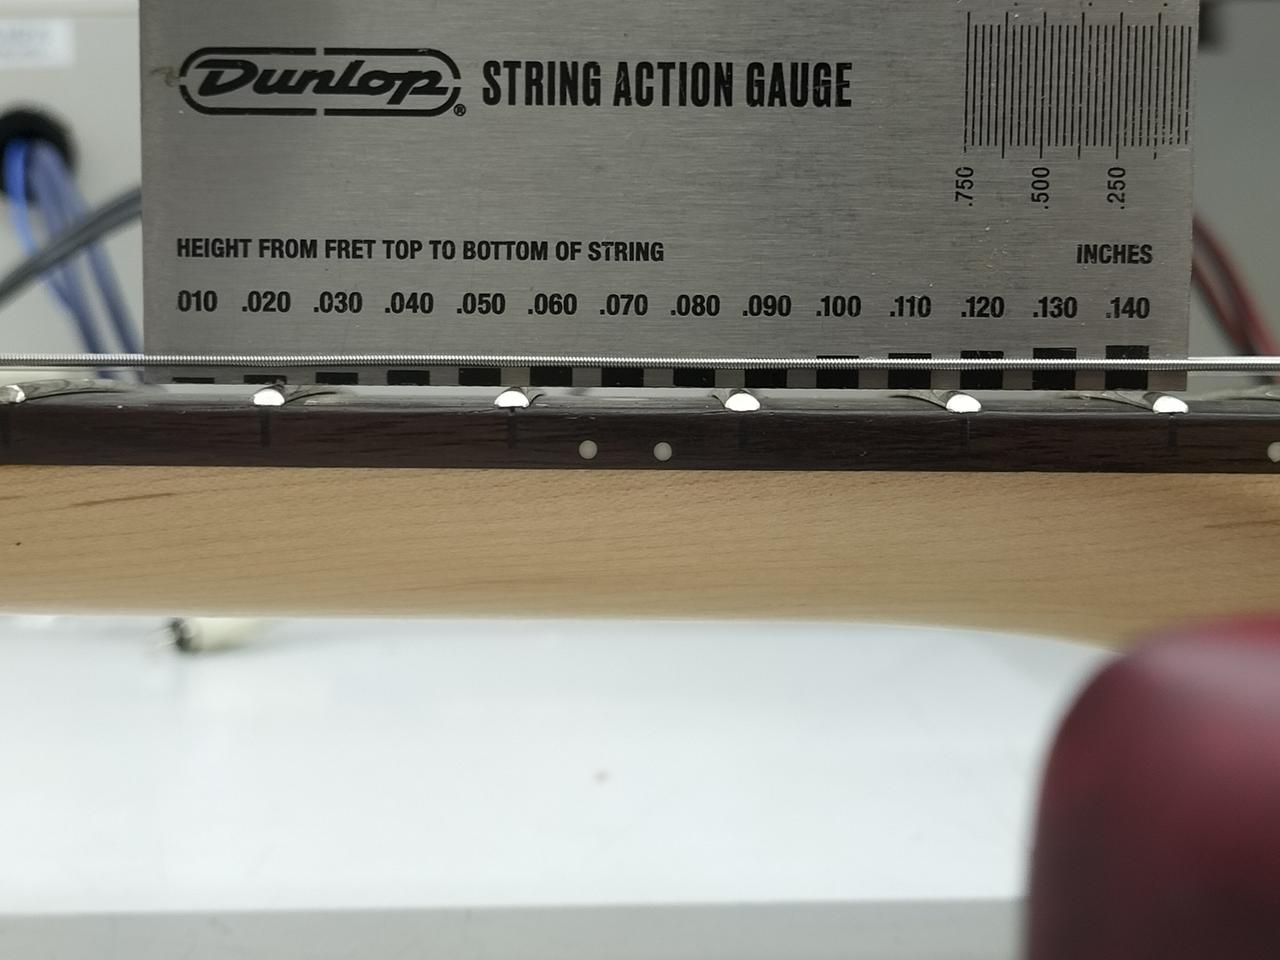 Dunlop® STRING ACTION GAUGE
.750 .500 .250
HEIGHT FROM FRET TOP TO BOTTOM OF STRING INCHES
010 .020 .030 .040 .050 .060 .070 .080 .090 .100 .110 .120 .130 .140